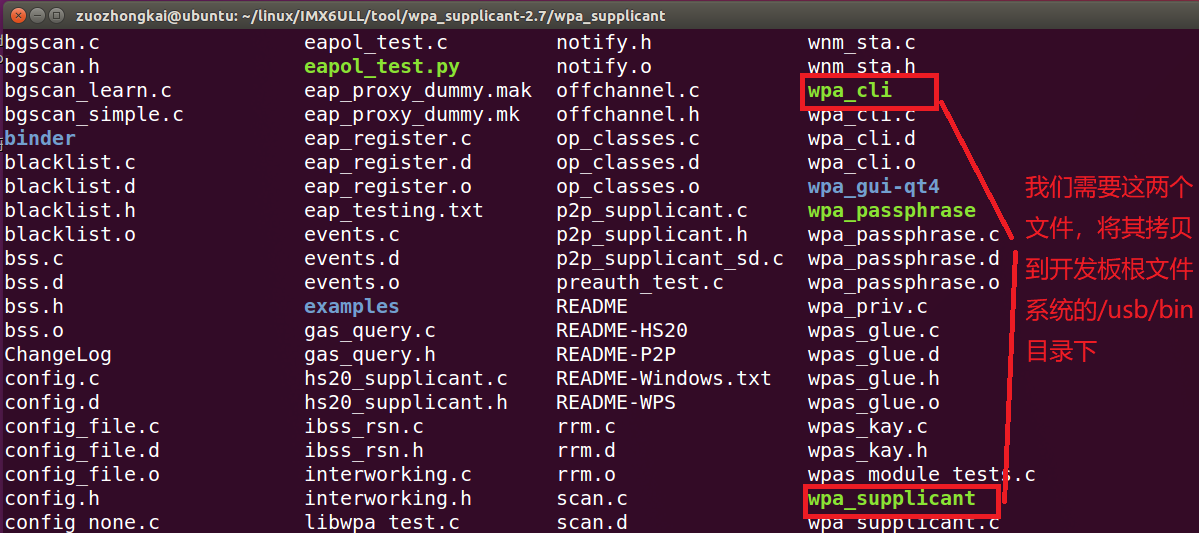 zuozhongkai@ubuntu: ~/linux/IMX6ULL/tool/wpa_supplicant-2.7/wpa_supplicant
bgscan.c eapol_test.c notify.h wnm_sta.c
bgscan.h eapol_test.py notify.o wnm_sta.h
bgscan_learn.c eap_proxy_dummy.mak offchannel.c wpa_cli
bgscan_simple.c eap_proxy_dummy.mk offchannel.h wpa_cli.c
binder eap_register.c op_classes.c wpa_cli.d
blacklist.c eap_register.d op_classes.d wpa_cli.o
blacklist.d eap_register.o op_classes.o wpa_gui-qt4
blacklist.h eap_testing.txt p2p_supplicant.c wpa_passphrase
blacklist.o events.c p2p_supplicant.h wpa_passphrase.c
bss.c events.d p2p_supplicant_sd.c wpa_passphrase.d
bss.d events.o preauth_test.c wpa_passphrase.o
bss.h examples README wpa_priv.c
bss.o gas_query.c README-HS20 wpas_glue.c
ChangeLog gas_query.h README-P2P wpas_glue.d
config.c hs20_supplicant.c README-Windows.txt wpas_glue.h
config.d hs20_supplicant.h README-WPS wpas_glue.o
config_file.c ibss_rsn.c rrm.c wpas_kay.c
config_file.d ibss_rsn.h rrm.d wpas_kay.h
config_file.o interworking.c rrm.o wpas_module_tests.c
config.h interworking.h scan.c wpa_supplicant
config_none.c libwpa_test.c scan.d wpa_supplicant.c
我们需要这两个
文件，将其拷贝
到开发板根文件
系统的/usb/bin
目录下